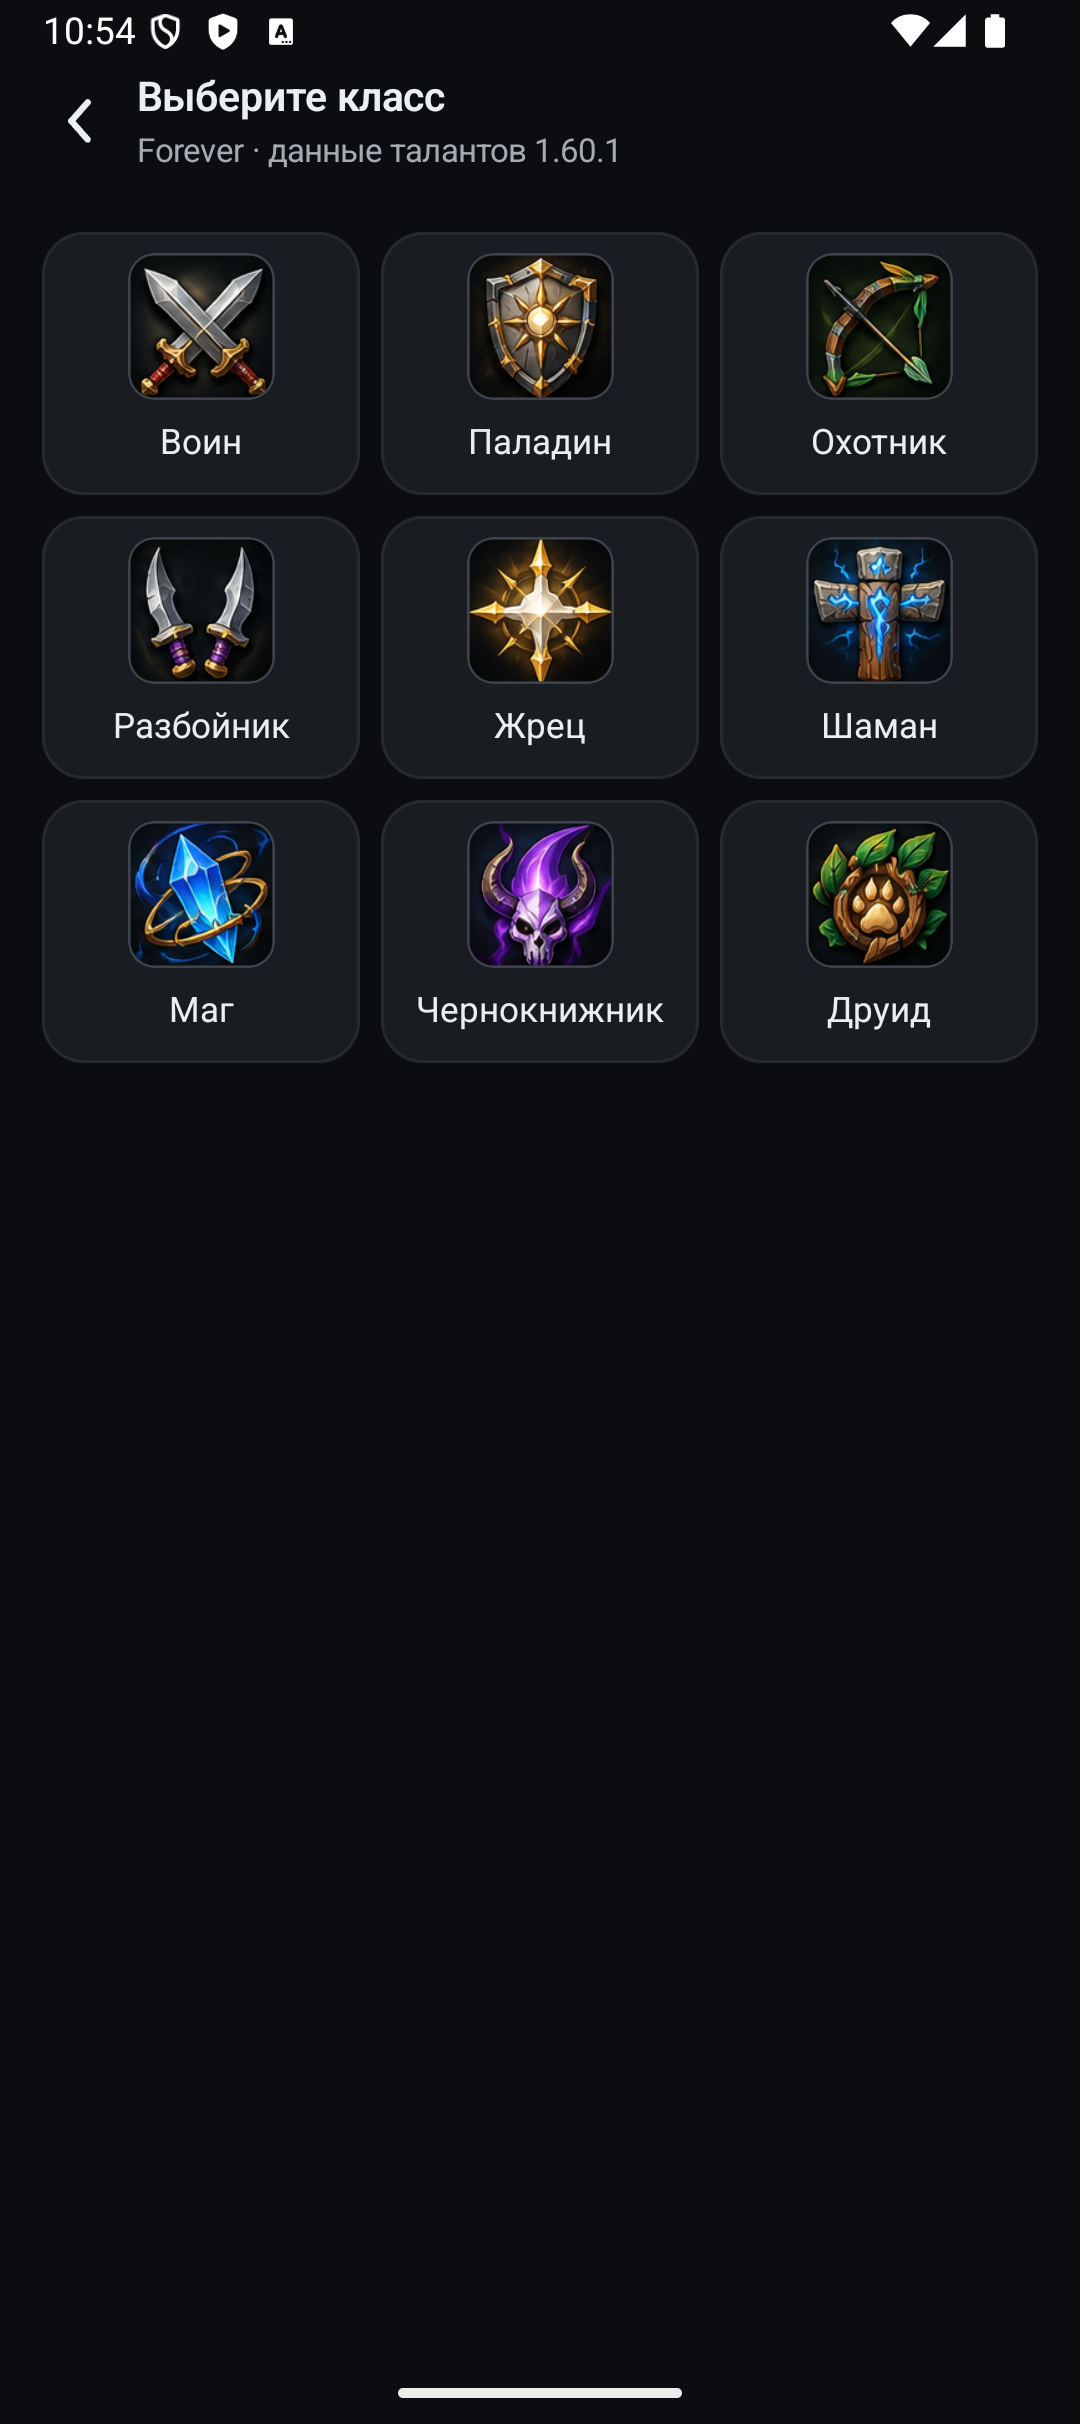 10:54
Выберите класс
Forever · данные талантов 1.60.1
Воин
Паладин
Охотник
Разбойник
Жрец
Шаман
Маг
Чернокнижник
Друид